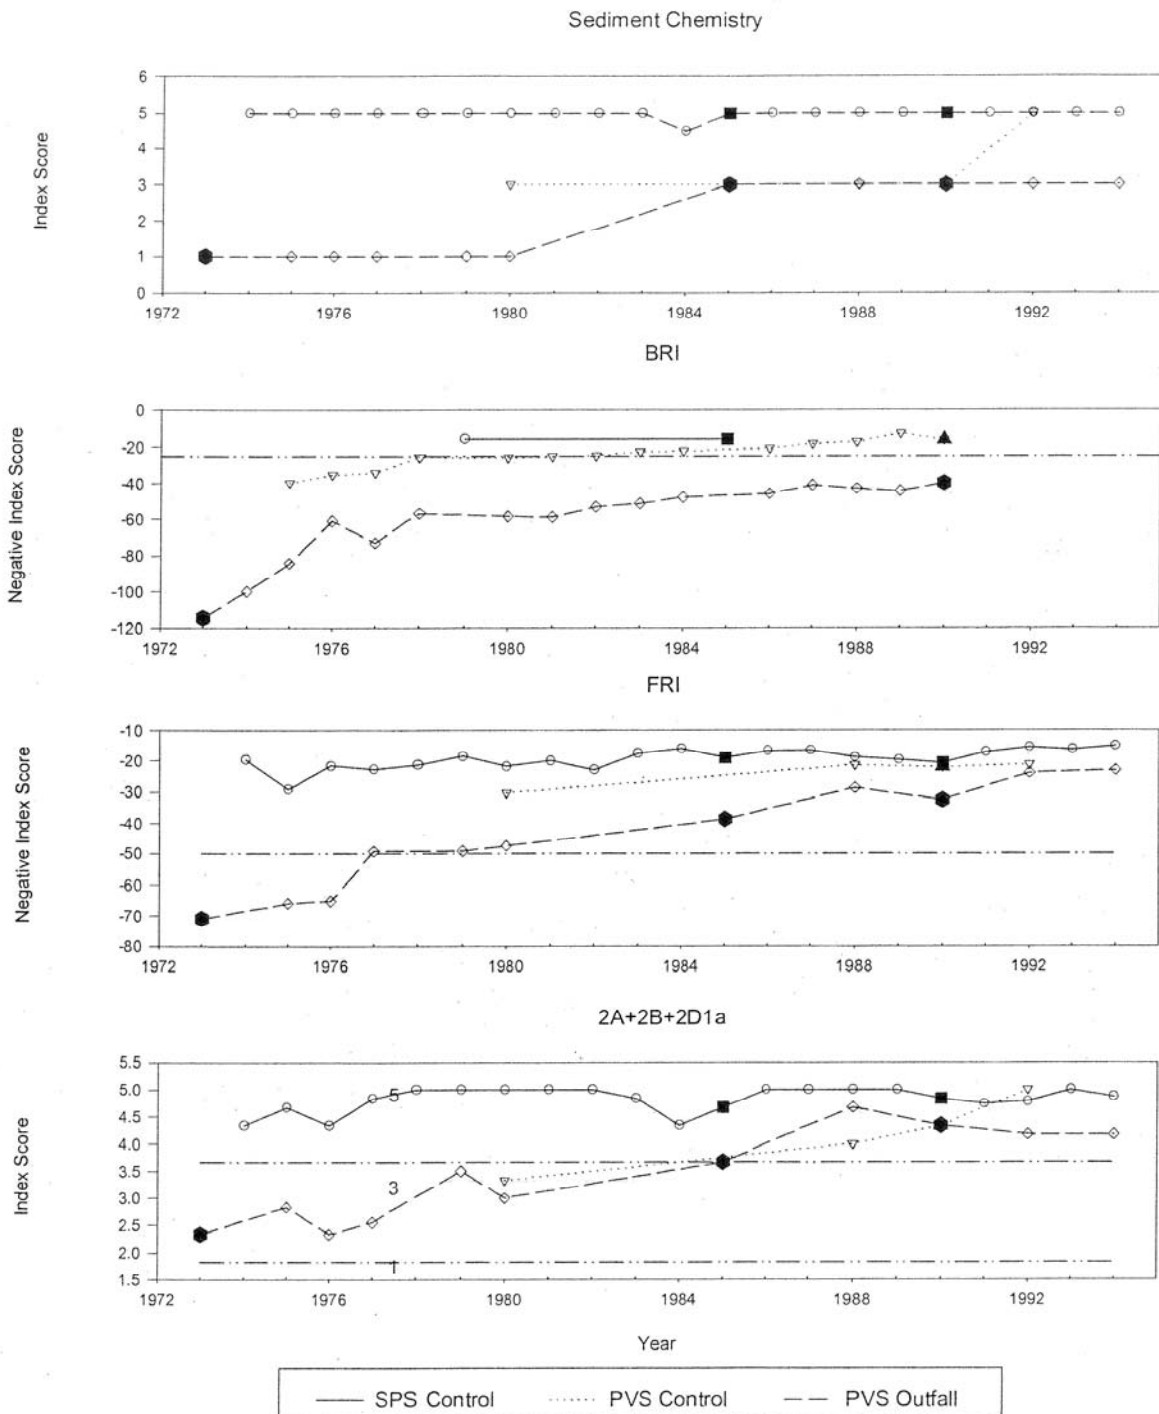 Sediment Chemistry
6
5
4
3
2
1
0
Index Score
1972 1976 1980 1984 1988 1992
BRI
0
-20
-40
-60
-80
-100
-120
Negative Index Score
1972 1976 1980 1984 1988 1992
FRI
-10
-20
-30
-40
-50
-60
-70
-80
Negative Index Score
1972 1976 1980 1984 1988 1992
2A+2B+2D1a
5.5
5.0
4.5
4.0
3.5
3.0
2.5
2.0
1.5
Index Score
5
3
1
1972 1976 1980 1984 1988 1992
Year
SPS Control PVS Control PVS Outfall